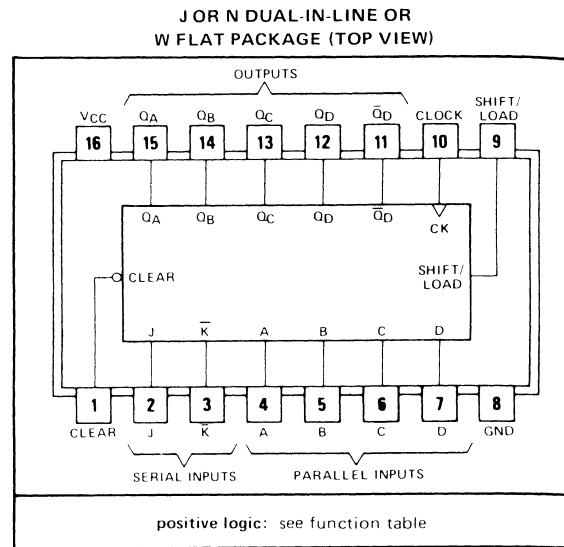 J OR N DUAL-IN-LINE OR
W FLAT PACKAGE (TOP VIEW)
OUTPUTS
VCC QA QB QC QD Q̅D CLOCK SHIFT/
LOAD
16 15 14 13 12 11 10 9
QA QB QC QD Q̅D
CK
CLEAR
SHIFT/
LOAD
J K̅ A B C D
1 2 3 4 5 6 7 8
CLEAR J K̅ A B C D GND
SERIAL INPUTS PARALLEL INPUTS
positive logic: see function table